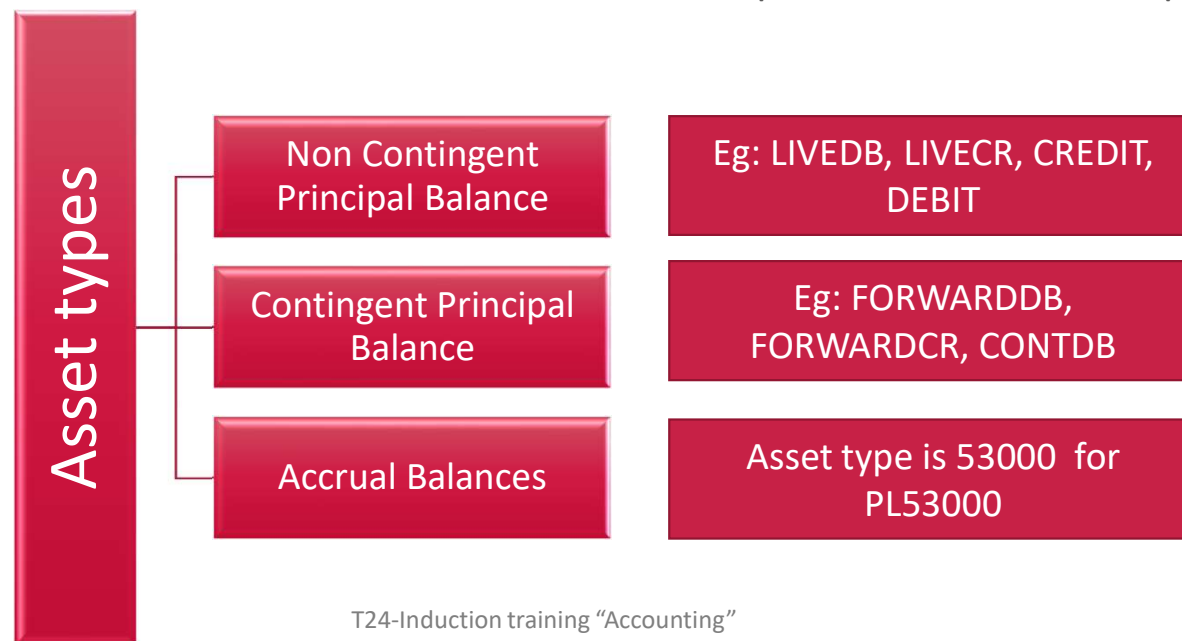 Asset types
Non Contingent
Principal Balance
Eg: LIVEDB, LIVECR, CREDIT,
DEBIT
Contingent Principal
Balance
Eg: FORWARDDB,
FORWARDCR, CONTDB
Accrual Balances
Asset type is 53000 for
PL53000
T24-Induction training “Accounting”